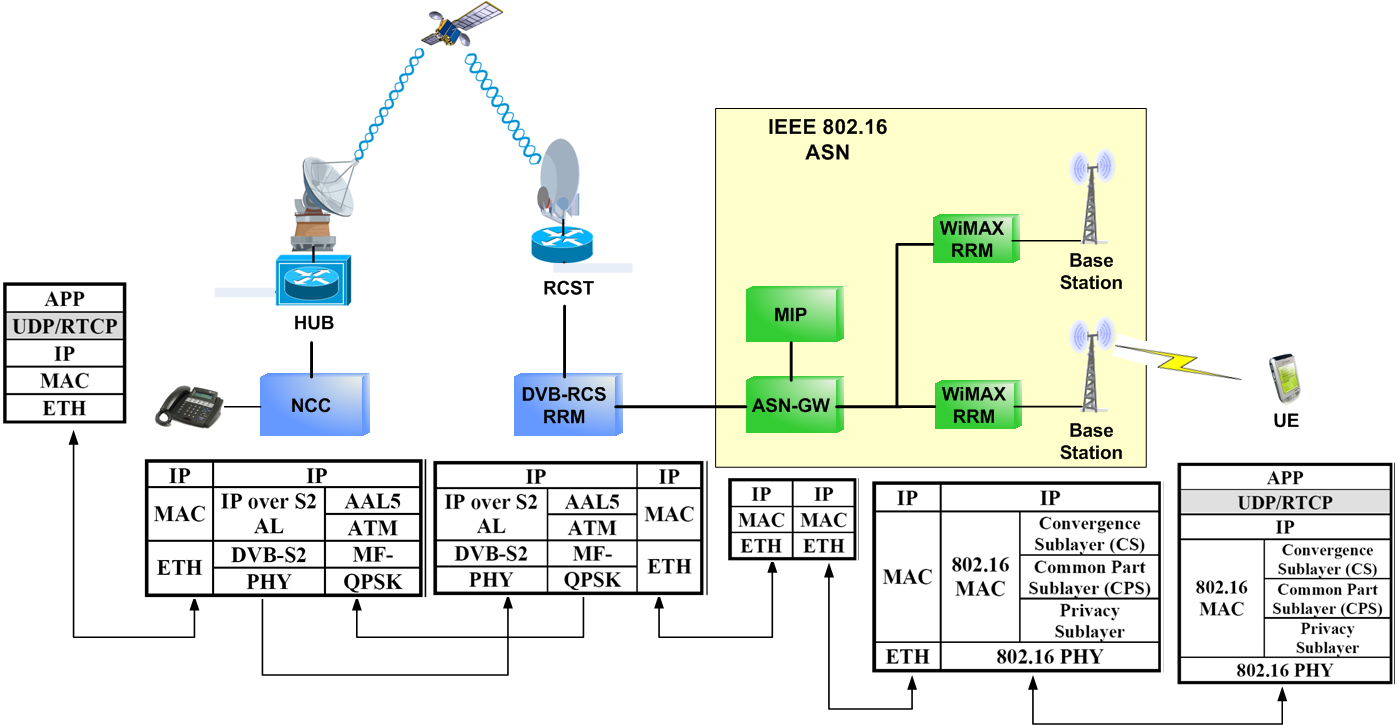 IEEE 802.16
ASN
WiMAX
RRM
Base
Station
RCST
HUB
MIP
NCC
DVB-RCS
RRM
ASN-GW
WiMAX
RRM
Base
Station
UE
APP
UDP/RTCP
IP
MAC
ETH
IP
IP
MAC
IP over S2
AL
AAL5
ATM
ETH
DVB-S2
MF-
PHY
QPSK
IP
IP
IP over S2
AL
AAL5
ATM
MAC
DVB-S2
MF-
ETH
PHY
QPSK
IP
IP
MAC
MAC
ETH
ETH
IP
IP
MAC
802.16
MAC
Convergence
Sublayer (CS)
Common Part
Sublayer (CPS)
Privacy
Sublayer
ETH
802.16 PHY
APP
UDP/RTCP
IP
802.16
MAC
Convergence
Sublayer (CS)
Common Part
Sublayer (CPS)
Privacy
Sublayer
802.16 PHY